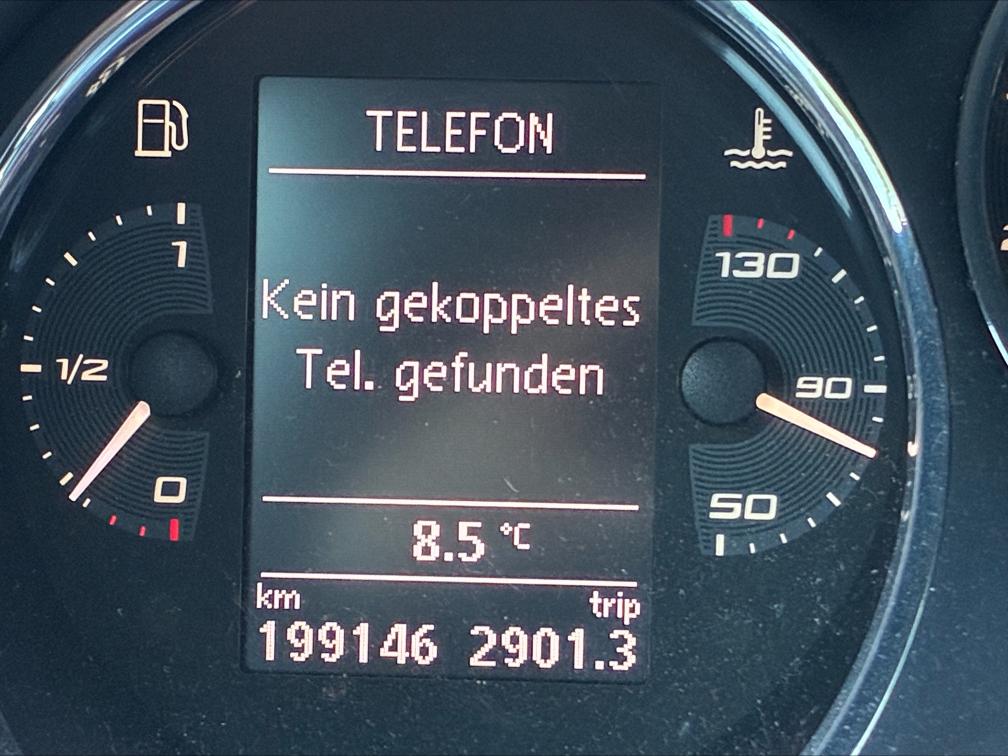 TELEFON
1
130
Kein gekoppeltes
1/2
Tel. gefunden
90
0
50
8.5 °C
km trip
199146 2901.3